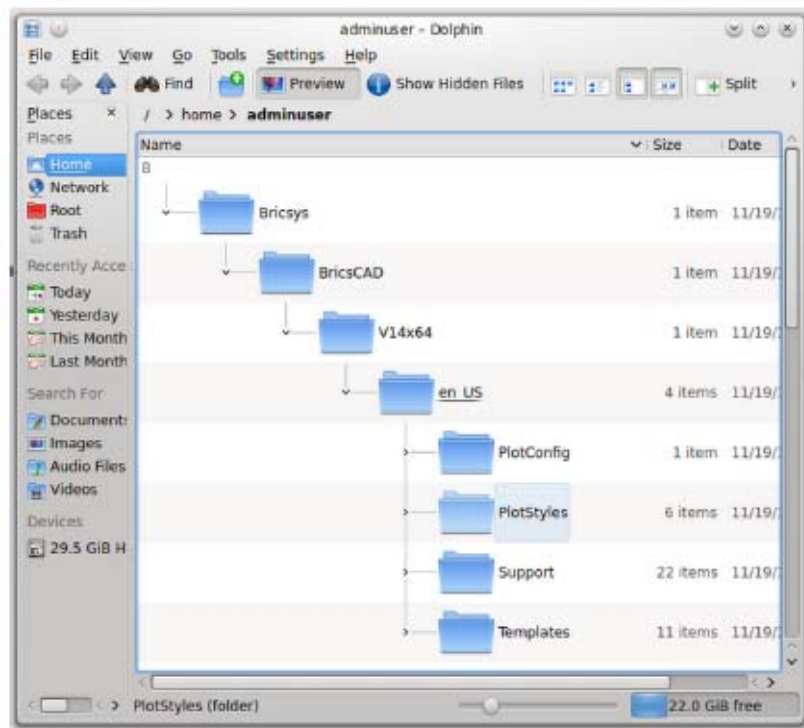 adminuser – Dolphin
File Edit View Go Tools Settings Help
Find Preview Show Hidden Files Split
Places
/ > home > adminuser
Places
Name Size Date
Home
B
Network
Root
Bricsys 1 item 11/19/
Trash
Recently Acce
BricsCAD 1 item 11/19/
Today
Yesterday
This Month
V14x64 1 item 11/19/
Last Month
Search For
en_US 4 items 11/19/
Document
Images
Audio Files
PlotConfig 1 item 11/19/
Videos
Devices
PlotStyles 6 items 11/19/
29.5 GiB H
Support 22 items 11/19/
Templates 11 items 11/19/
PlotStyles (folder) 22.0 GiB free